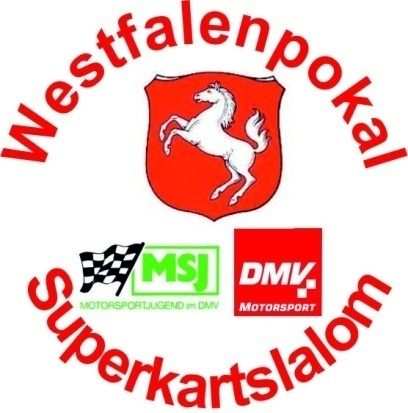 Westfalenpokal
MSJ
MOTORSPORTJUGEND im DMV
DMV
MOTORSPORT
Superkartslalom